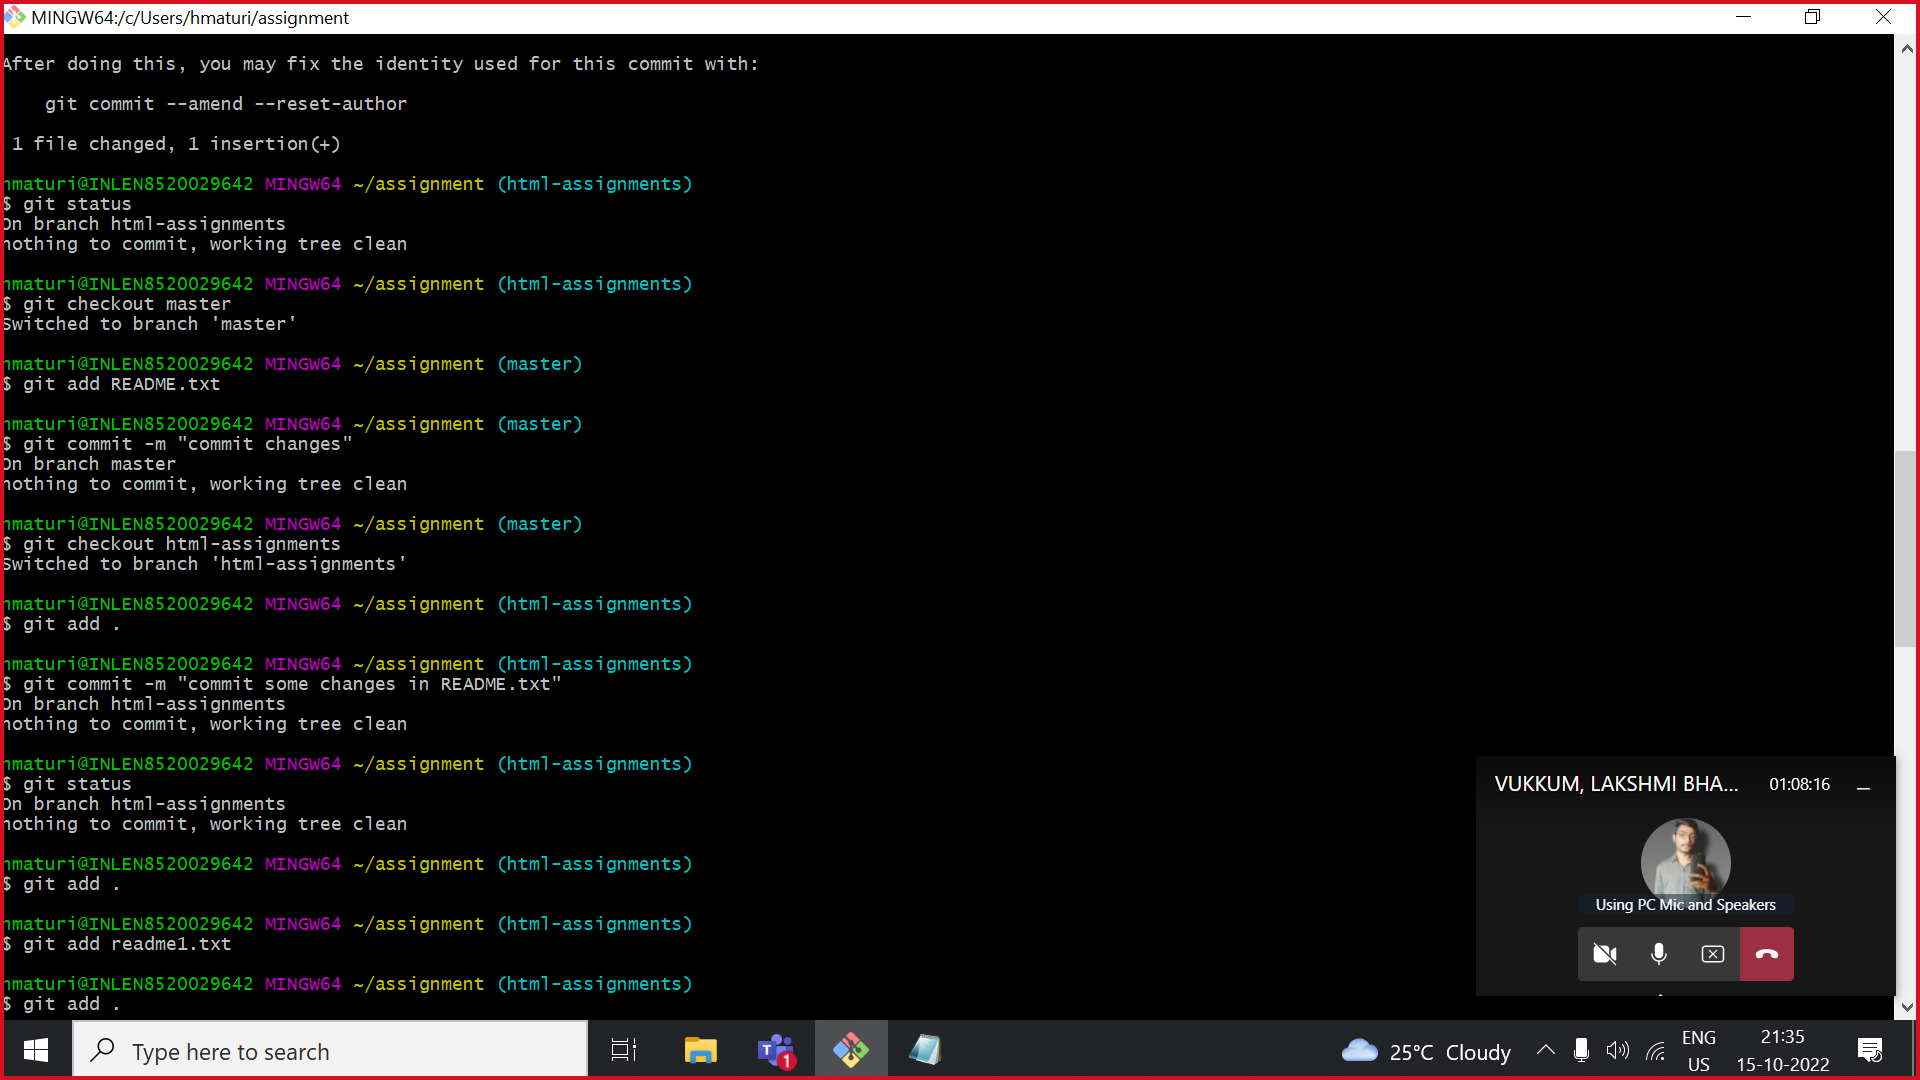 MINGW64:/c/Users/hmaturi/assignment
After doing this, you may fix the identity used for this commit with:
git commit --amend --reset-author
1 file changed, 1 insertion(+)
hmaturi@INLEN8520029642 MINGW64 ~/assignment (html-assignments)
$ git status
On branch html-assignments
nothing to commit, working tree clean
hmaturi@INLEN8520029642 MINGW64 ~/assignment (html-assignments)
$ git checkout master
Switched to branch 'master'
hmaturi@INLEN8520029642 MINGW64 ~/assignment (master)
$ git add README.txt
hmaturi@INLEN8520029642 MINGW64 ~/assignment (master)
$ git commit -m "commit changes"
On branch master
nothing to commit, working tree clean
hmaturi@INLEN8520029642 MINGW64 ~/assignment (master)
$ git checkout html-assignments
Switched to branch 'html-assignments'
hmaturi@INLEN8520029642 MINGW64 ~/assignment (html-assignments)
$ git add .
hmaturi@INLEN8520029642 MINGW64 ~/assignment (html-assignments)
$ git commit -m "commit some changes in README.txt"
On branch html-assignments
nothing to commit, working tree clean
hmaturi@INLEN8520029642 MINGW64 ~/assignment (html-assignments)
$ git status
On branch html-assignments
nothing to commit, working tree clean
hmaturi@INLEN8520029642 MINGW64 ~/assignment (html-assignments)
$ git add .
hmaturi@INLEN8520029642 MINGW64 ~/assignment (html-assignments)
$ git add readme1.txt
hmaturi@INLEN8520029642 MINGW64 ~/assignment (html-assignments)
$ git add .
VUKKUM, LAKSHMI BHA... 01:08:16
Using PC Mic and Speakers
Type here to search
T 1
25°C Cloudy
ENG
US
21:35
15-10-2022